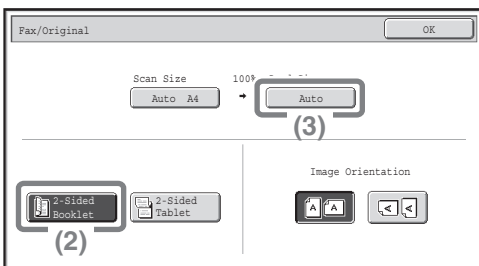 Fax/Original
OK
Scan Size
100%
Auto A4
Auto
(3)
Image Orientation
2-Sided
Booklet
2-Sided
Tablet
A A
A A
(2)